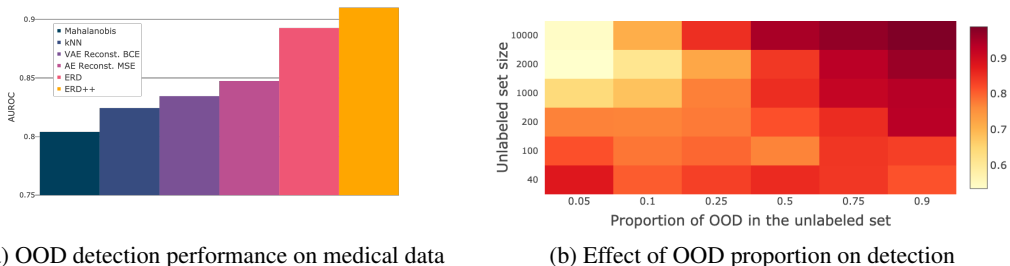 0.9
Mahalanobis
kNN
VAE Reconst. BCE
AE Reconst. MSE
ERD
ERD++
0.85
0.8
0.75
AUROC
) OOD detection performance on medical data
Unlabeled set size
10000
2000
1000
200
100
40
0.05 0.1 0.25 0.5 0.75 0.9
Proportion of OOD in the unlabeled set
0.9
0.8
0.7
0.6
(b) Effect of OOD proportion on detection